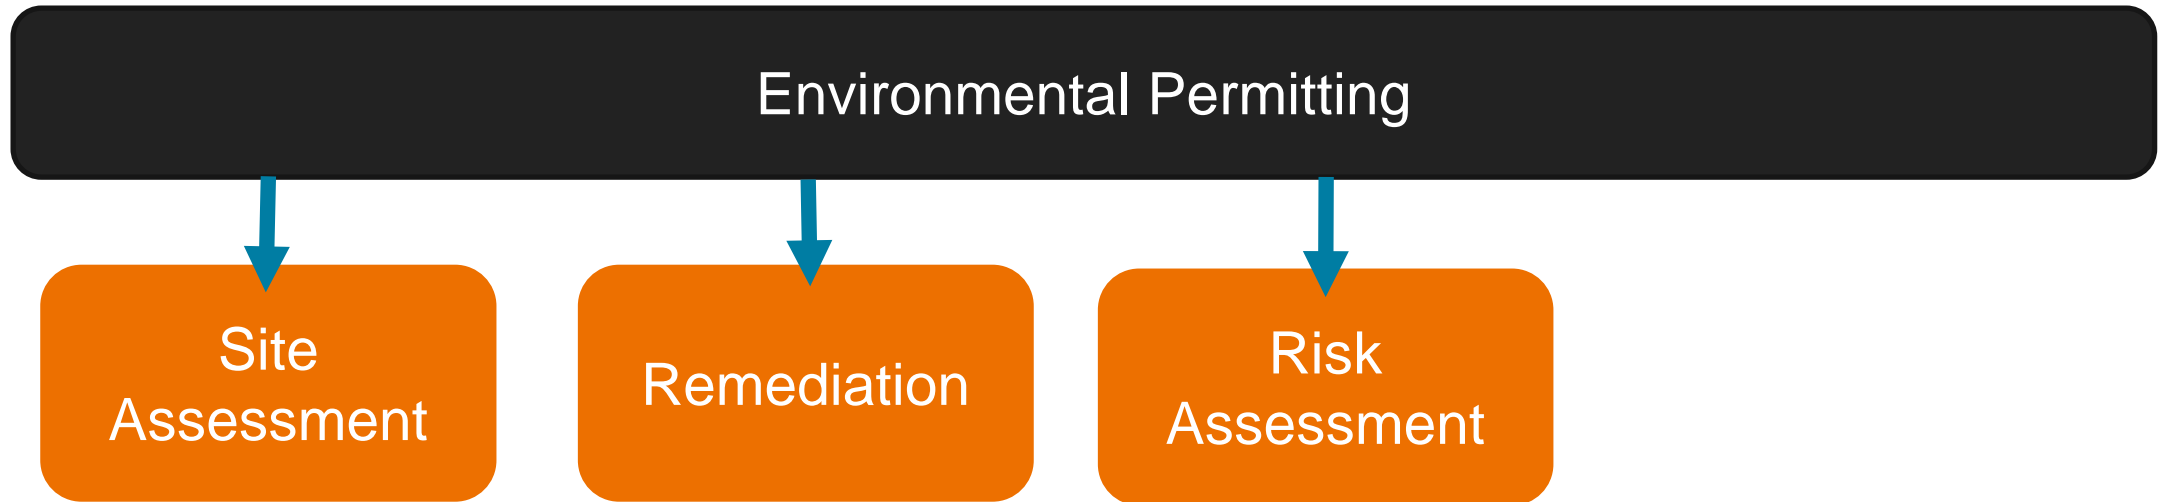 Environmental Permitting
Site
Assessment
Remediation
Risk
Assessment